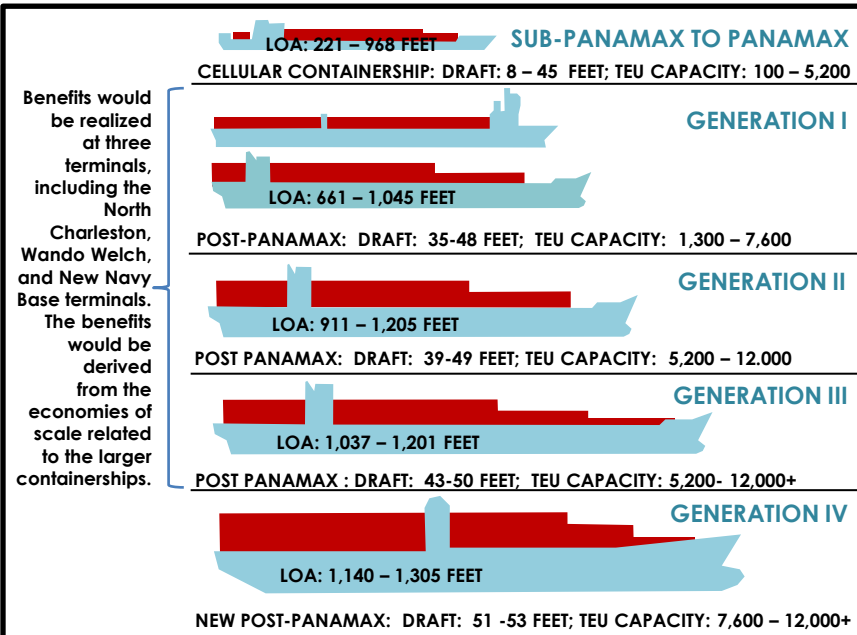 SUB-PANAMAX TO PANAMAX
LOA: 221 – 968 FEET
CELLULAR CONTAINERSHIP: DRAFT: 8 – 45 FEET; TEU CAPACITY: 100 – 5,200
Benefits would
be realized
at three
terminals,
including the
North
Charleston,
Wando Welch,
and New Navy
Base terminals.
The benefits
would be
derived
from the
economies of
scale related
to the larger
containerships.
GENERATION I
LOA: 661 – 1,045 FEET
POST-PANAMAX: DRAFT: 35-48 FEET; TEU CAPACITY: 1,300 – 7,600
GENERATION II
LOA: 911 – 1,205 FEET
POST PANAMAX: DRAFT: 39-49 FEET; TEU CAPACITY: 5,200 – 12.000
GENERATION III
LOA: 1,037 – 1,201 FEET
POST PANAMAX : DRAFT: 43-50 FEET; TEU CAPACITY: 5,200- 12,000+
GENERATION IV
LOA: 1,140 – 1,305 FEET
NEW POST-PANAMAX: DRAFT: 51 -53 FEET; TEU CAPACITY: 7,600 – 12,000+